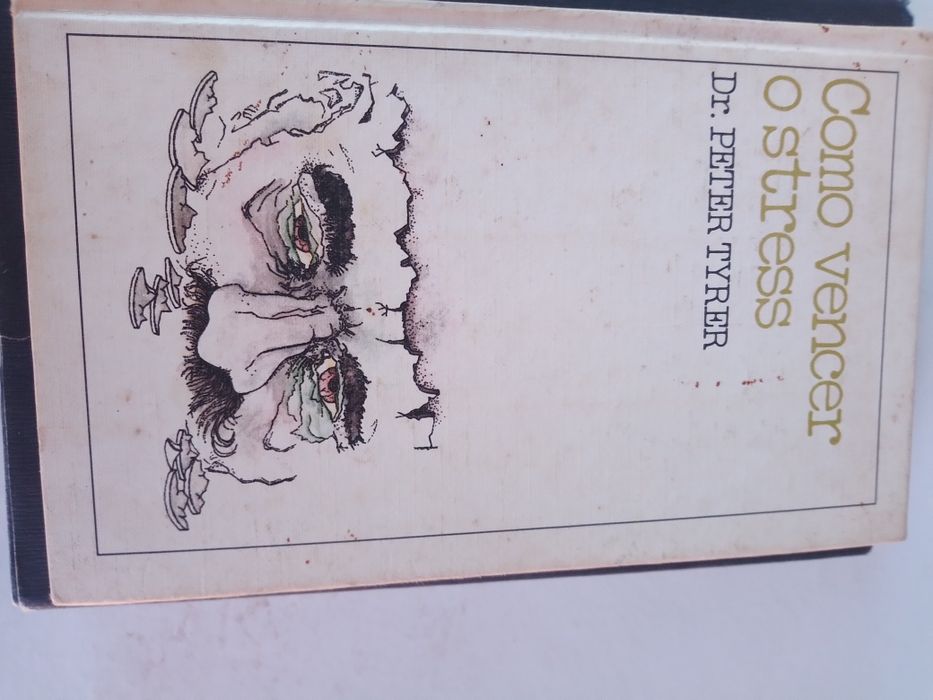 Como vencer
o stress
Dr. PETER TYRER